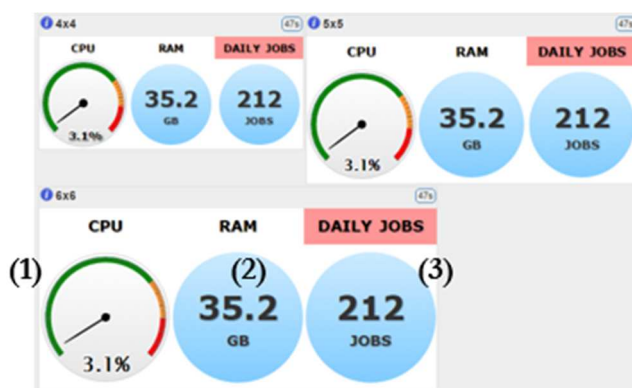 4x4 47s 5x5 47s
CPU RAM DAILY JOBS CPU RAM DAILY JOBS
35.2 212 35.2 212
GB JOBS GB JOBS
3.1% 3.1%
6x6 47s
CPU RAM DAILY JOBS
(1) (2) (3)
35.2 212
GB JOBS
3.1%